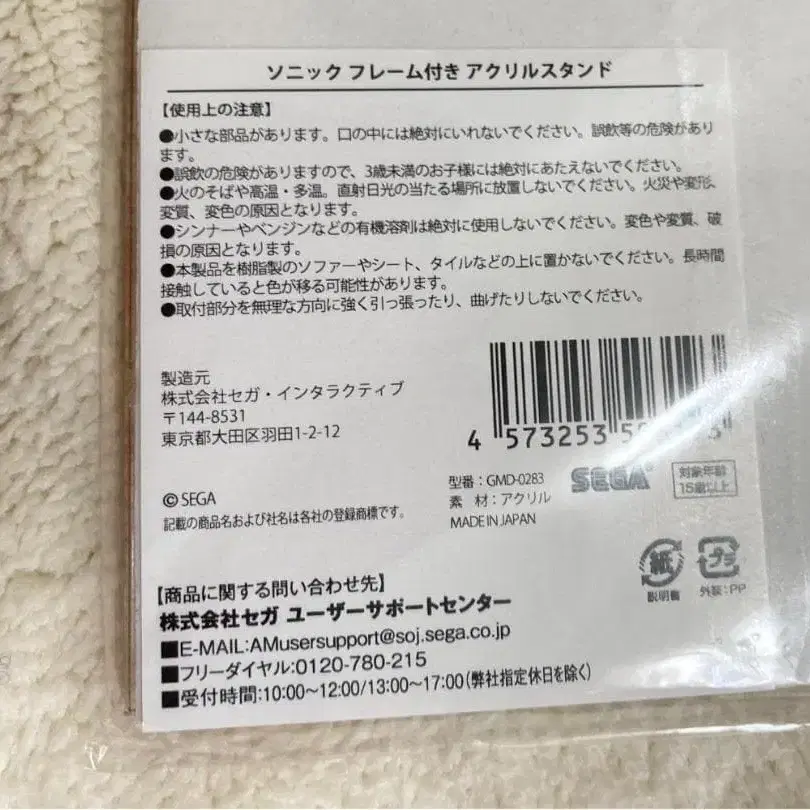 ソニック フレーム付き アクリルスタンド
【使用上の注意】
●小さな部品があります。口の中には絶対にいれないでください。誤飲等の危険があり
ます。
●誤飲の危険がありますので、3歳未満のお子様には絶対にあたえないでください。
●火のそばや高温・多温。直射日光の当たる場所に放置しないでください。火災や変形、
変質、変色の原因となります。
●シンナーやベンジンなどの有機溶剤は絶対に使用しないでください。変色や変質、破
損の原因となります。
●本製品を樹脂製のソファーやシート、タイルなどの上に置かないでください。長時間
接触していると色が移る可能性があります。
●取付部分を無理な方向に強く引っ張ったり、曲げたりしないでください。
製造元
株式会社セガ・インタラクティブ
〒144-8531
東京都大田区羽田1-2-12
4 573253
型番：GMD-0283
素 材：アクリル
MADE IN JAPAN
SEGA
対象年齢
15歳以上
© SEGA
記載の商品名および社名は各社の登録商標です。
紙
説明書
プラ
外装：PP
【商品に関する問い合わせ先】
株式会社セガ ユーザーサポートセンター
■E-MAIL:AMusersupport@soj.sega.co.jp
■フリーダイヤル:0120-780-215
■受付時間:10:00～12:00/13:00～17:00(弊社指定休日を除く)